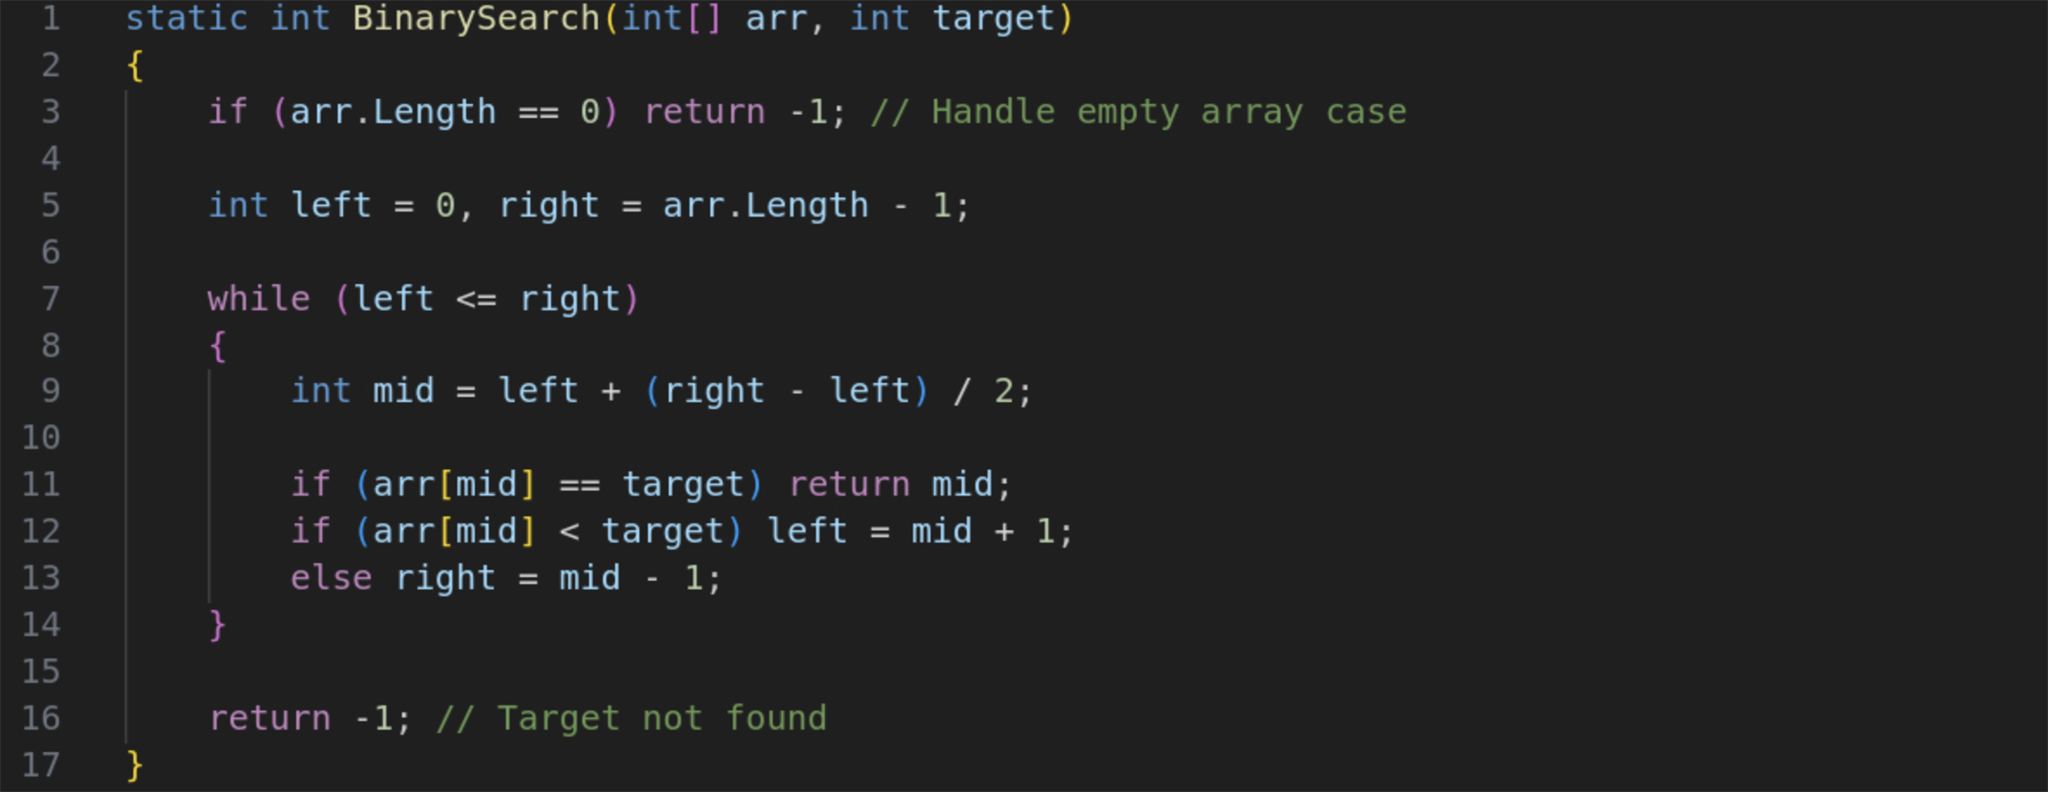 1 static int BinarySearch(int[] arr, int target)
2 {
3 if (arr.Length == 0) return -1; // Handle empty array case
4
5 int left = 0, right = arr.Length - 1;
6
7 while (left <= right)
8 {
9 int mid = left + (right - left) / 2;
10
11 if (arr[mid] == target) return mid;
12 if (arr[mid] < target) left = mid + 1;
13 else right = mid - 1;
14 }
15
16 return -1; // Target not found
17 }